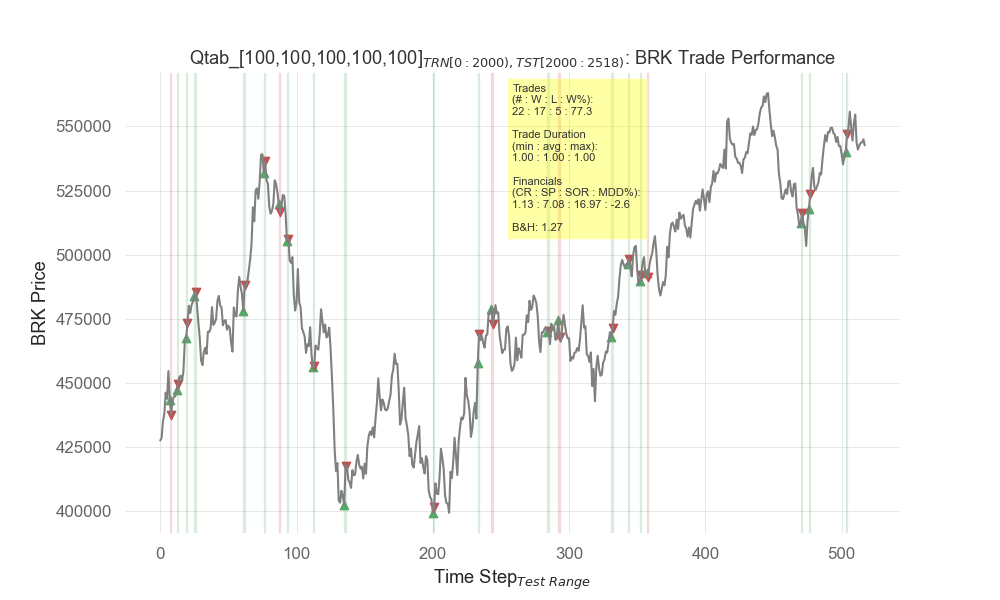 Qtab_[100,100,100,100,100]TRN[0:2000),TST[2000:2518): BRK Trade Performance
Trades
(# : W : L : W%):
22 : 17 : 5 : 77.3
Trade Duration
(min : avg : max):
1.00 : 1.00 : 1.00
Financials
(CR : SP : SOR : MDD%):
1.13 : 7.08 : 16.97 : -2.6
B&H: 1.27
BRK Price
550000
525000
500000
475000
450000
425000
400000
0 100 200 300 400 500
Time StepTest Range